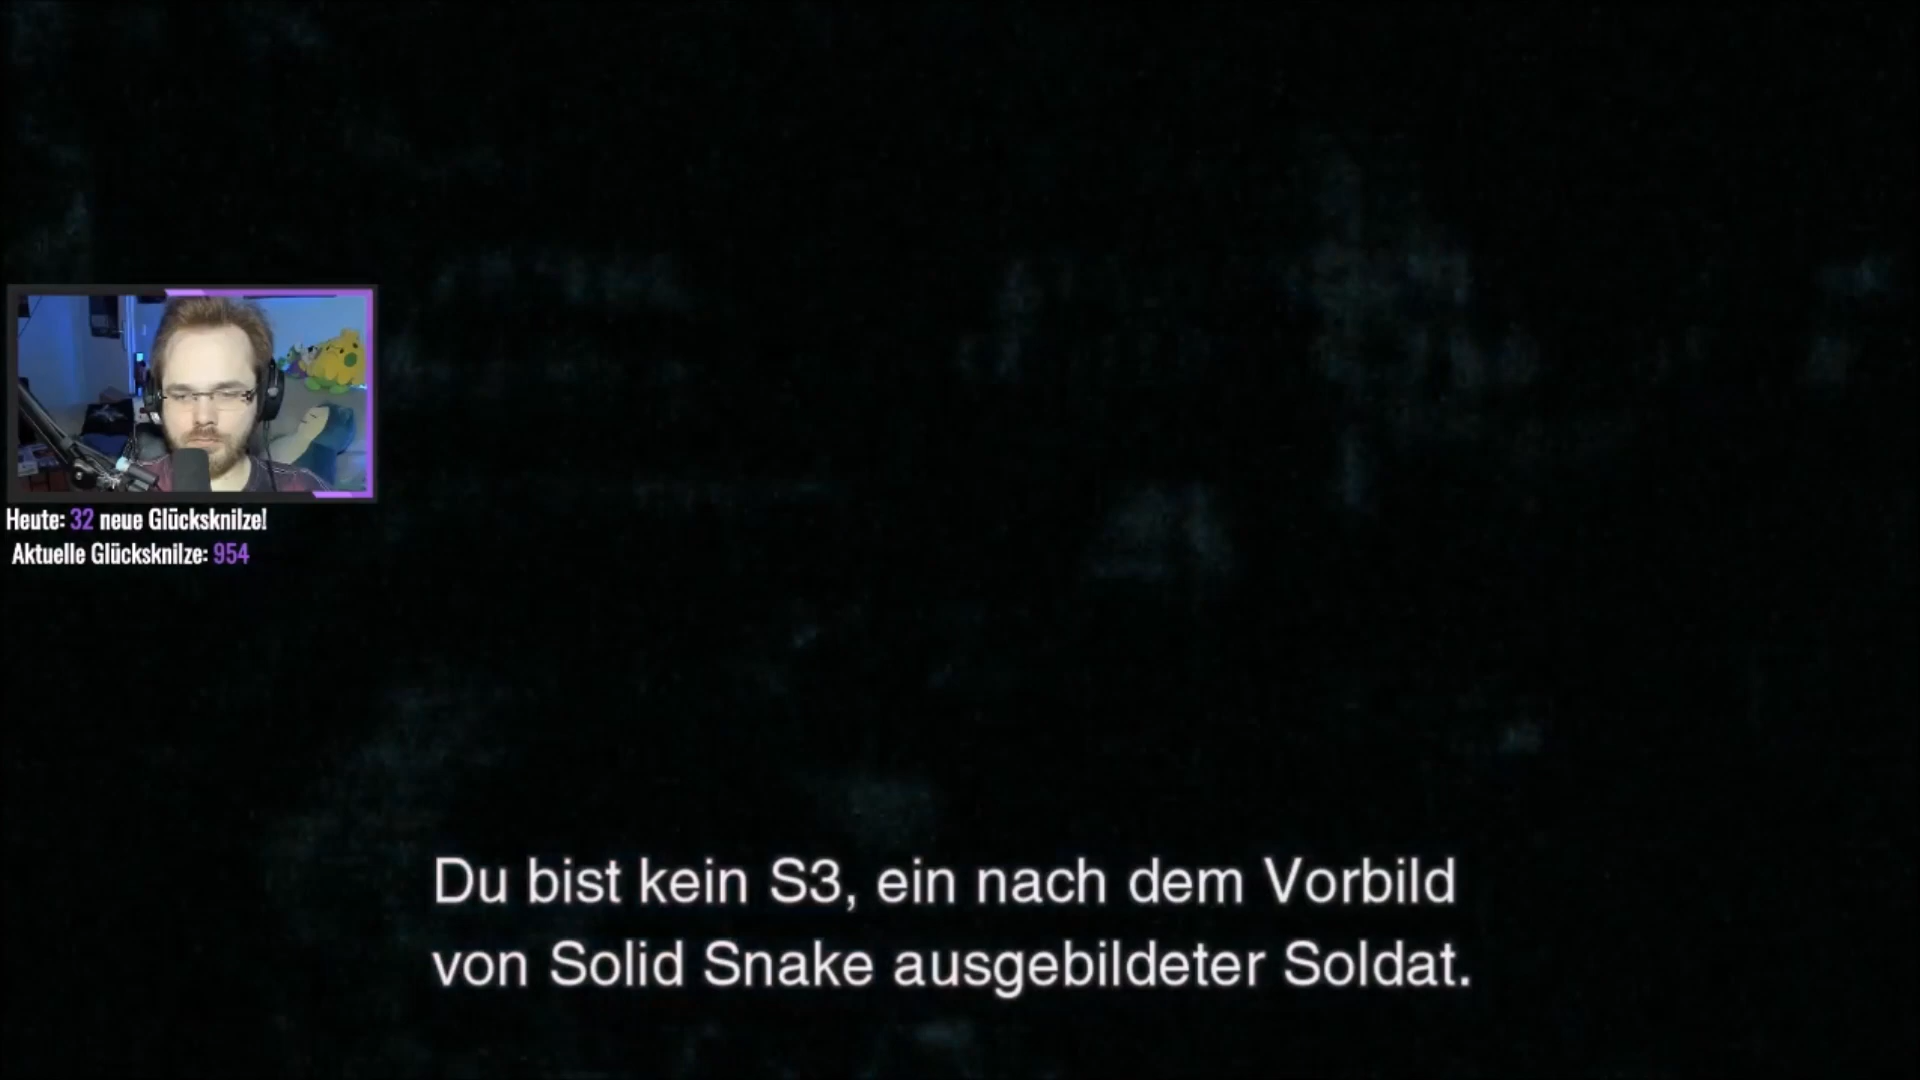 Heute: 32 neue Glücksknilze!
Aktuelle Glücksknilze: 954
Du bist kein S3, ein nach dem Vorbild
von Solid Snake ausgebildeter Soldat.